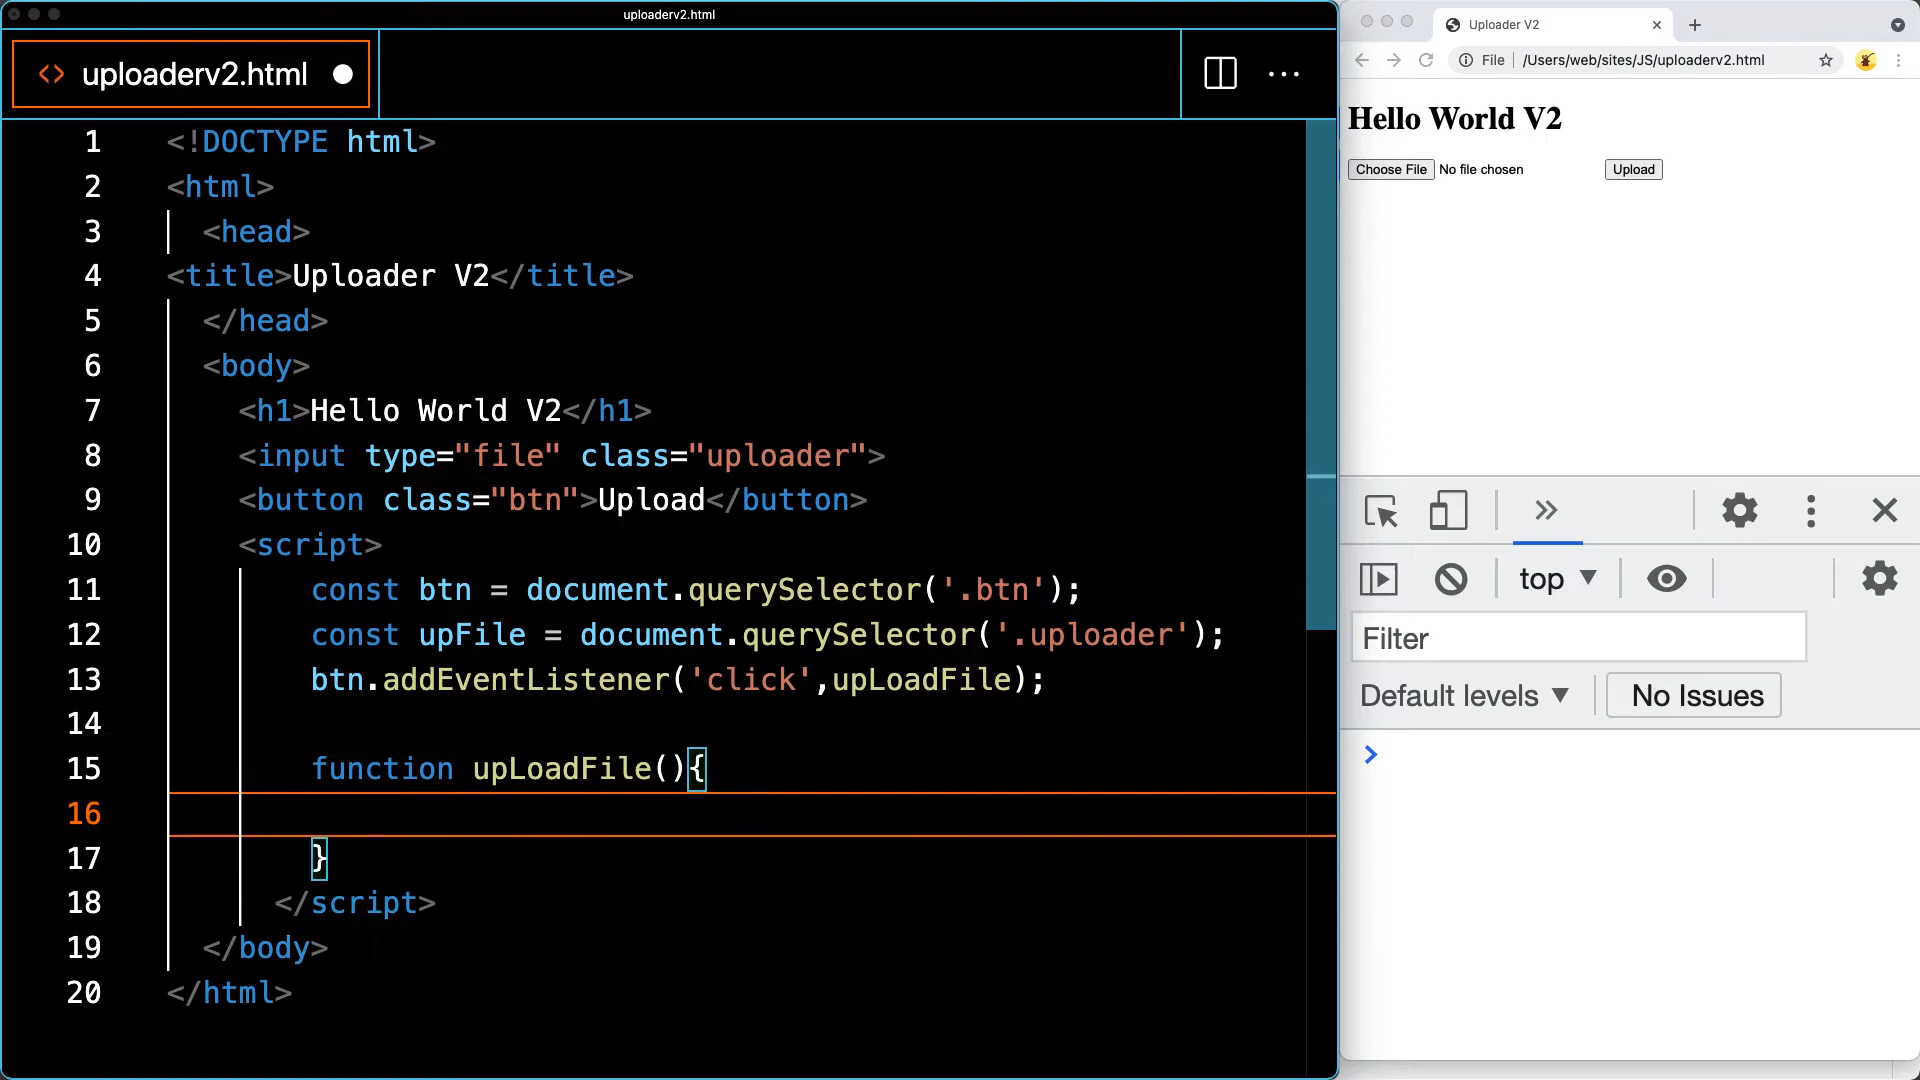 uploaderv2.html
<> uploaderv2.html
1 <!DOCTYPE html>
2 <html>
3 <head>
4 <title>Uploader V2</title>
5 </head>
6 <body>
7 <h1>Hello World V2</h1>
8 <input type="file" class="uploader">
9 <button class="btn">Upload</button>
10 <script>
11 const btn = document.querySelector('.btn');
12 const upFile = document.querySelector('.uploader');
13 btn.addEventListener('click',upLoadFile);
14
15 function upLoadFile(){
16
17 }
18 </script>
19 </body>
20 </html>
Uploader V2
File /Users/web/sites/JS/uploaderv2.html
Hello World V2
Choose File No file chosen Upload
top
Filter
Default levels No Issues